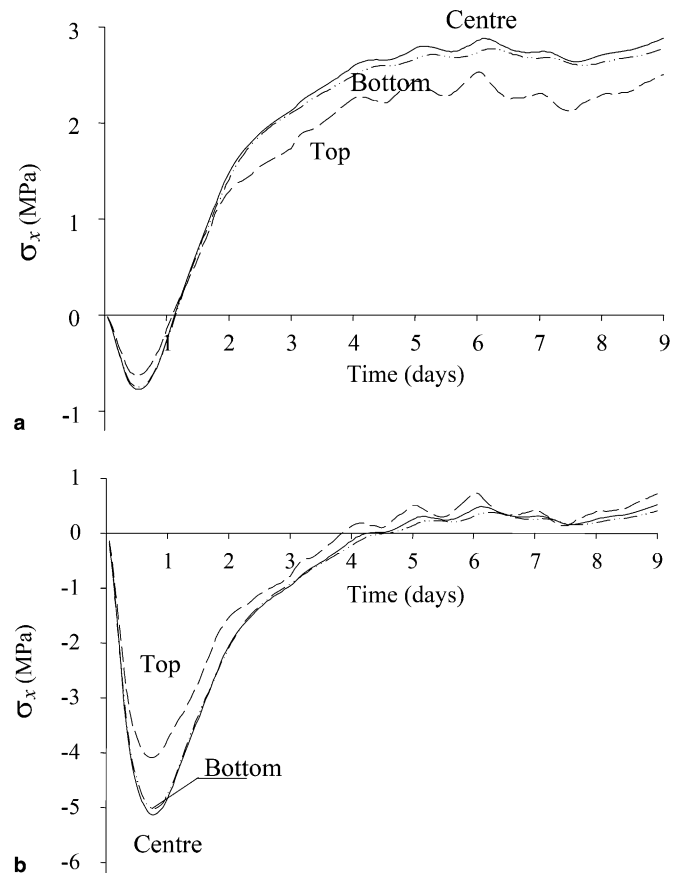 3
Centre
Bottom
2
Top
σx (MPa)
1
0
1 2 3 4 5 6 7 8 9
Time (days)
a
-1
1
0
1 2 3 4 5 6 7 8 9
-1
Time (days)
-2
Top
σx (MPa)
-3
-4
Bottom
-5
Centre
b
-6